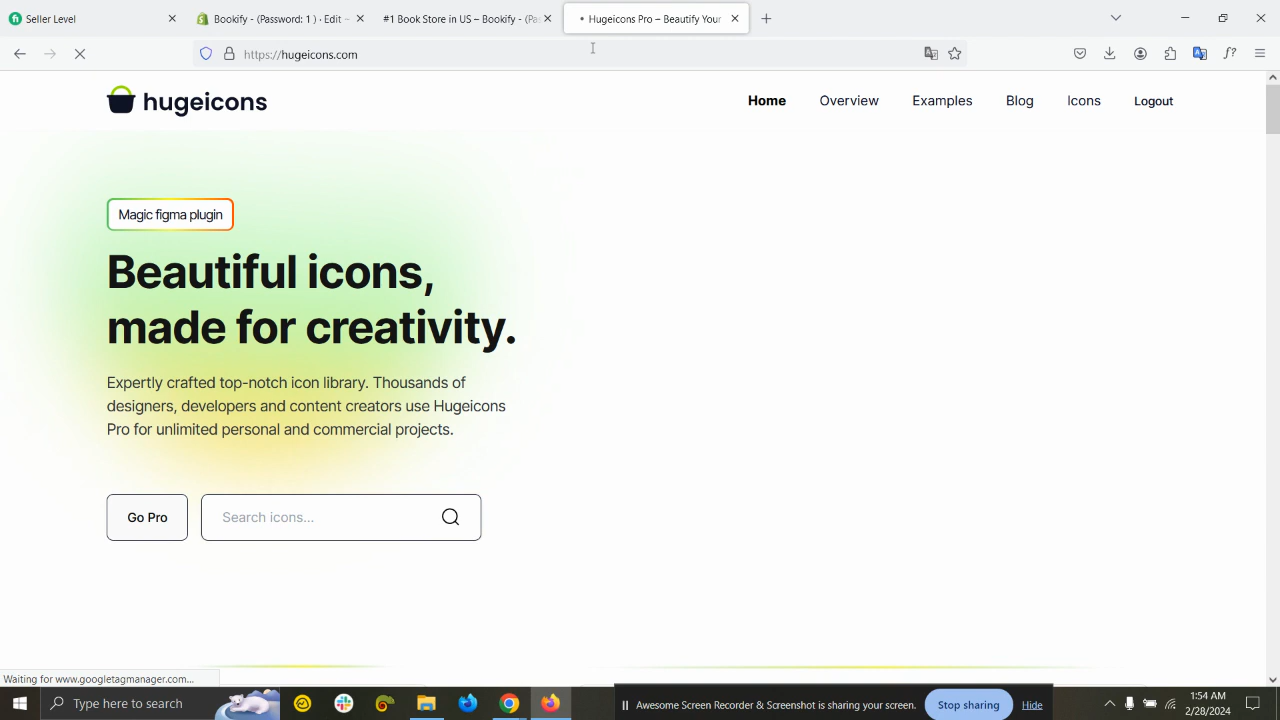 Seller Level
Bookify - (Password: 1 ) · Edit ~
#1 Book Store in US – Bookify - (Pa
Hugeicons Pro – Beautify Your
https://hugeicons.com
hugeicons
Home
Overview
Examples
Blog
Icons
Logout
Magic figma plugin
Beautiful icons,
made for creativity.
Expertly crafted top-notch icon library. Thousands of
designers, developers and content creators use Hugeicons
Pro for unlimited personal and commercial projects.
Go Pro
Search icons...
Waiting for www.googletagmanager.com...
Type here to search
Awesome Screen Recorder & Screenshot is sharing your screen.
Stop sharing
Hide
1:54 AM
2/28/2024